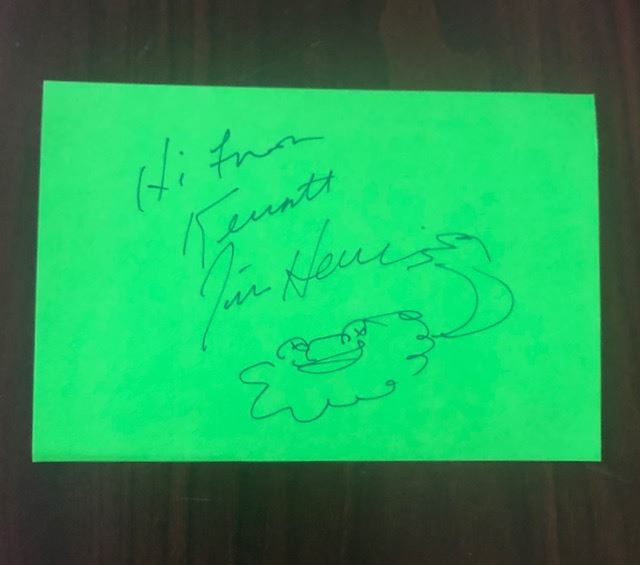 Hi From
Kermit
Jim Henson